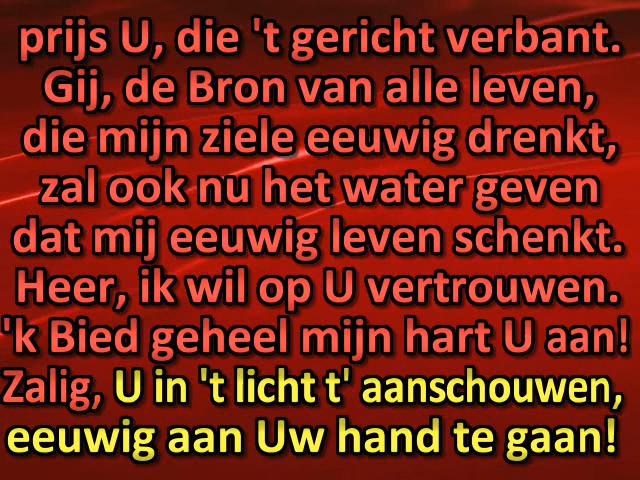 prijs U, die 't gericht verbant.
Gij, de Bron van alle leven,
die mijn ziele eeuwig drenkt,
zal ook nu het water geven
dat mij eeuwig leven schenkt.
Heer, ik wil op U vertrouwen.
'k Bied geheel mijn hart U aan!
Zalig, U in 't licht t' aanschouwen,
eeuwig aan Uw hand te gaan!